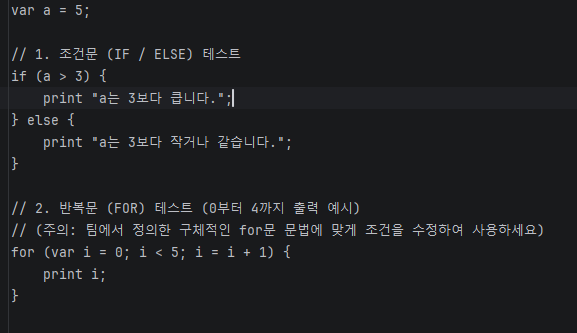 var a = 5;
// 1. 조건문 (IF / ELSE) 테스트
if (a > 3) {
    print "a는 3보다 큽니다.";
} else {
    print "a는 3보다 작거나 같습니다.";
}
// 2. 반복문 (FOR) 테스트 (0부터 4까지 출력 예시)
// (주의: 팀에서 정의한 구체적인 for문 문법에 맞게 조건을 수정하여 사용하세요)
for (var i = 0; i < 5; i = i + 1) {
    print i;
}